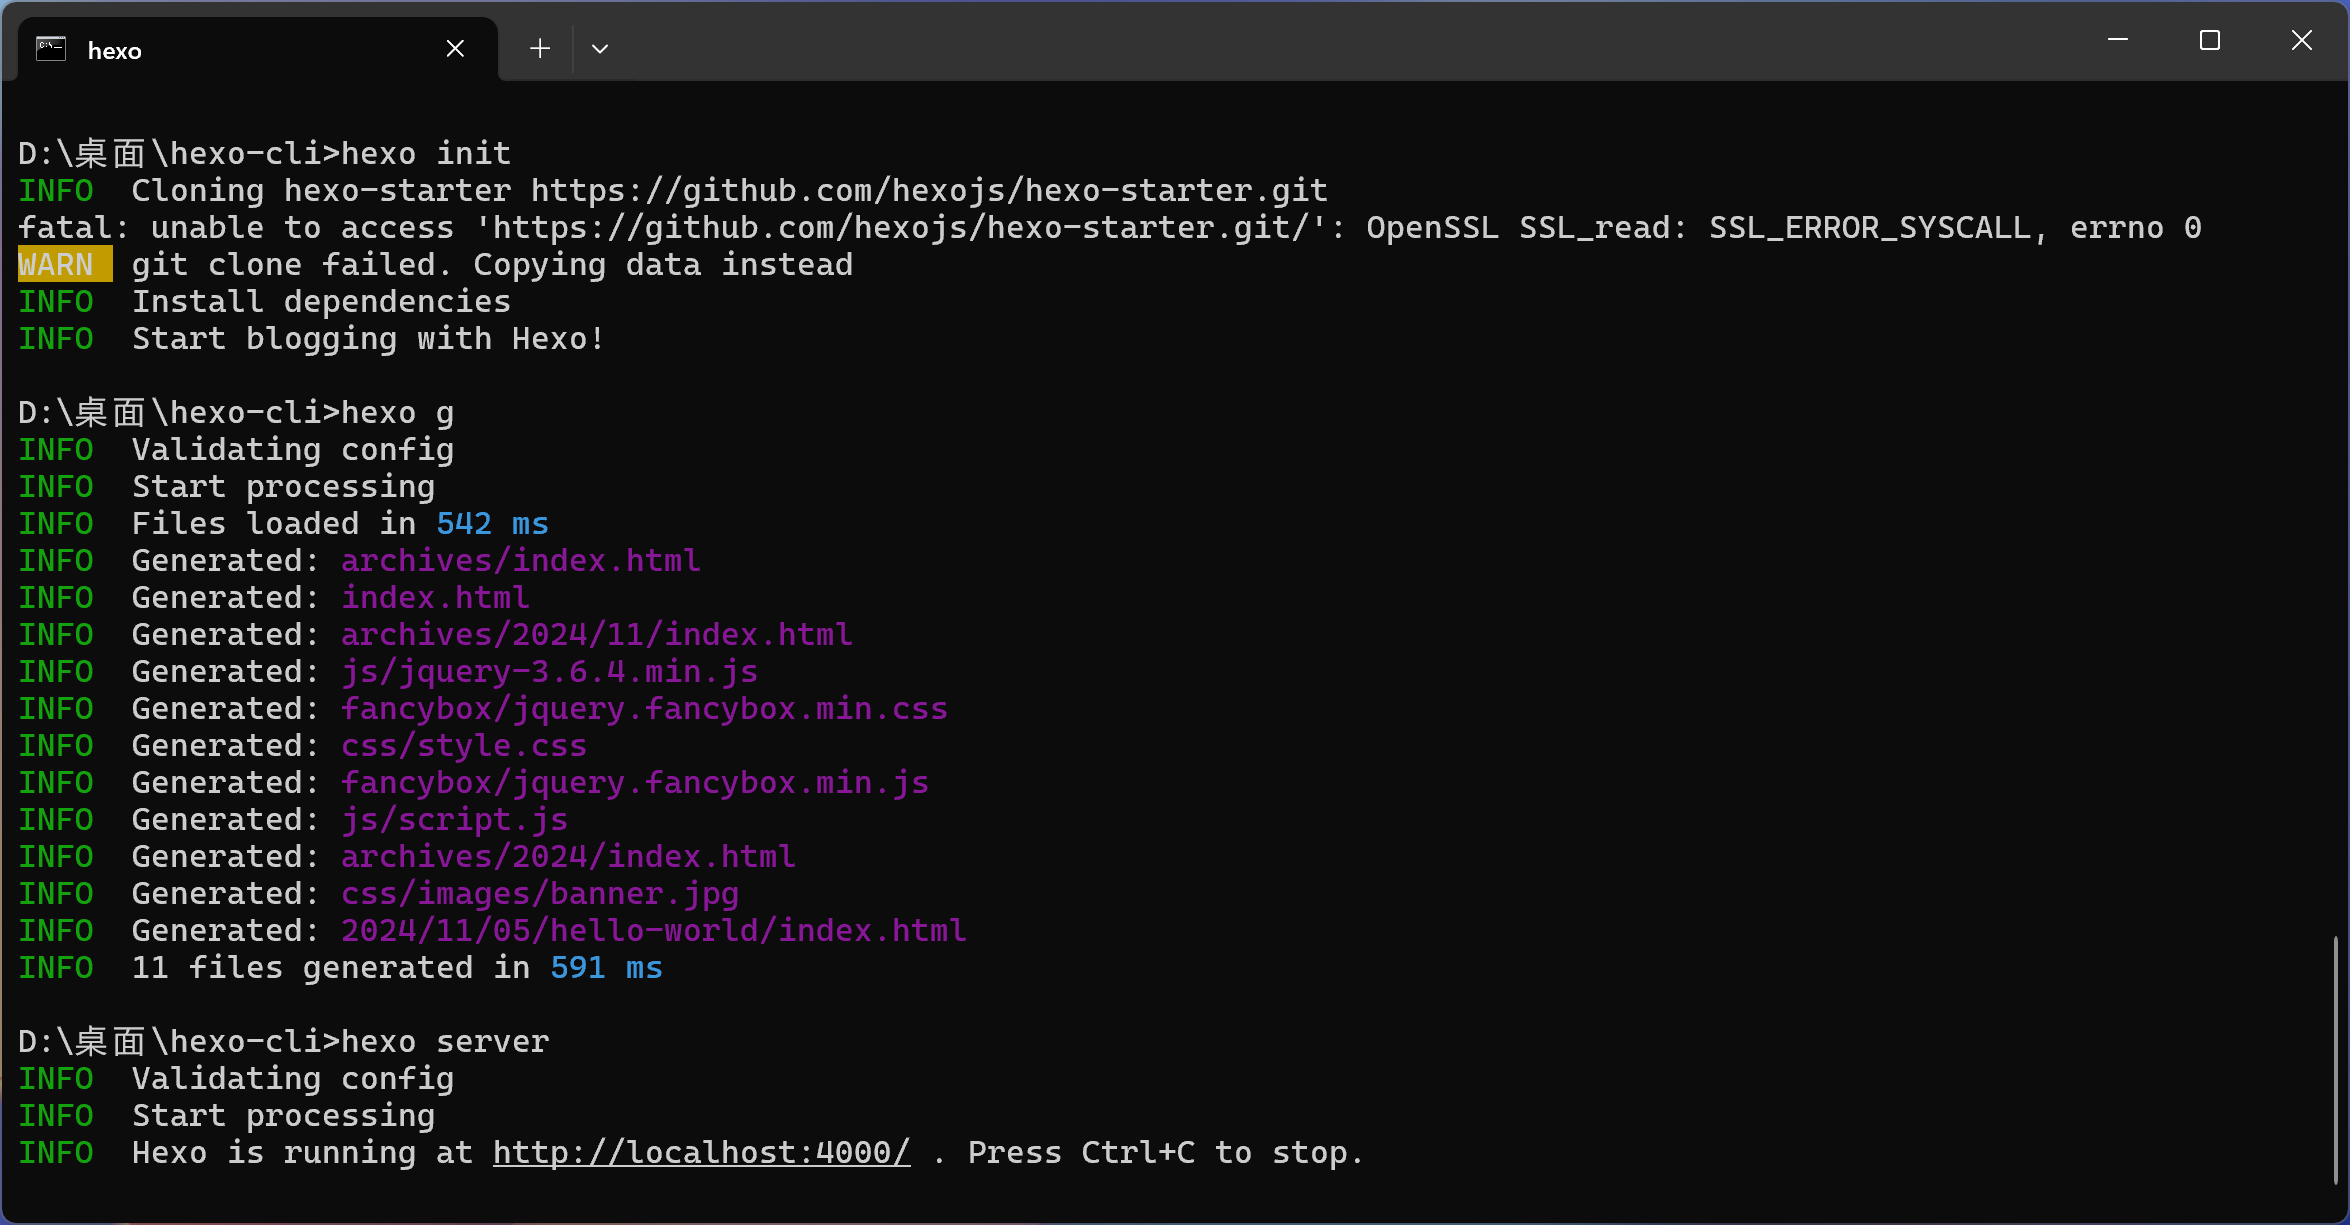 hexo
D:\桌面\hexo-cli>hexo init
INFO  Cloning hexo-starter https://github.com/hexojs/hexo-starter.git
fatal: unable to access 'https://github.com/hexojs/hexo-starter.git/': OpenSSL SSL_read: SSL_ERROR_SYSCALL, errno 0
WARN  git clone failed. Copying data instead
INFO  Install dependencies
INFO  Start blogging with Hexo!
D:\桌面\hexo-cli>hexo g
INFO  Validating config
INFO  Start processing
INFO  Files loaded in 542 ms
INFO  Generated: archives/index.html
INFO  Generated: index.html
INFO  Generated: archives/2024/11/index.html
INFO  Generated: js/jquery-3.6.4.min.js
INFO  Generated: fancybox/jquery.fancybox.min.css
INFO  Generated: css/style.css
INFO  Generated: fancybox/jquery.fancybox.min.js
INFO  Generated: js/script.js
INFO  Generated: archives/2024/index.html
INFO  Generated: css/images/banner.jpg
INFO  Generated: 2024/11/05/hello-world/index.html
INFO  11 files generated in 591 ms
D:\桌面\hexo-cli>hexo server
INFO  Validating config
INFO  Start processing
INFO  Hexo is running at http://localhost:4000/ . Press Ctrl+C to stop.